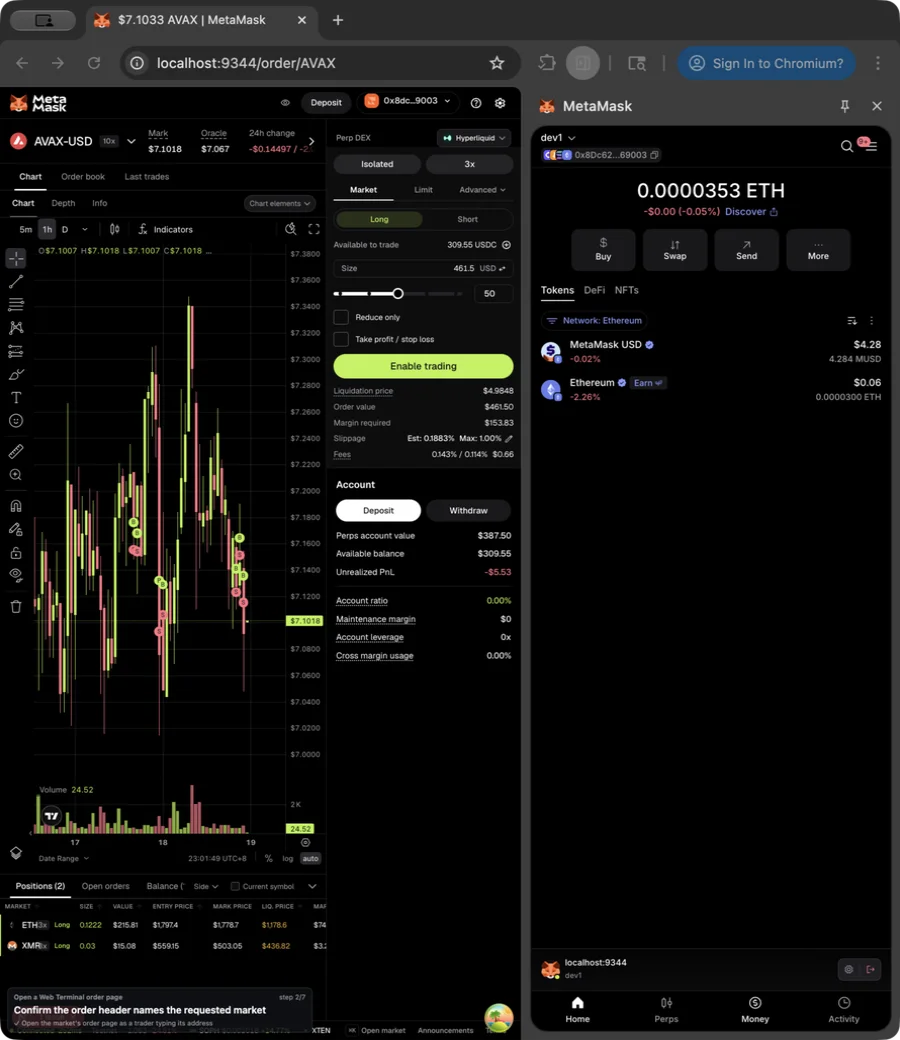 $7.1033 AVAX | MetaMask
localhost:9344/order/AVAX
Sign In to Chromium?
Meta Mask
Deposit
0x8dc...9003
AVAX-USD 10x
Mark
$7.1018
Oracle
$7.067
24h change
-$0.14497 / -2
Chart Order book Last trades
Chart Depth Info
Chart elements
5m 1h D
Indicators
O$7.1007 H$7.1018 L$7.1007 C$7.1018 ...
$7.3800
$7.3600
$7.3400
$7.3200
$7.3000
$7.2800
$7.2600
$7.2400
$7.2200
$7.2000
$7.1800
$7.1600
$7.1400
$7.1200
$7.1018
$7.0800
$7.0600
$7.0400
$7.0200
$7.0000
Volume 24.52
2K
24.52
17 18 19
Date Range
23:01:49 UTC+8
% log auto
Perp DEX
Hyperliquid
Isolated
3x
Market Limit Advanced
Long Short
Available to trade 309.55 USDC
Size 461.5 USD
50
Reduce only
Take profit / stop loss
Enable trading
Liquidation price $4.9848
Order value $461.50
Margin required $153.83
Slippage Est: 0.1883% Max: 1.00%
Fees 0.143% / 0.114% $0.66
Account
Deposit Withdraw
Perps account value $387.50
Available balance $309.55
Unrealized PnL -$5.53
Account ratio 0.00%
Maintenance margin $0
Account leverage 0x
Cross margin usage 0.00%
Positions (2) Open orders Balance ( Side Current symbol
MARKET SIZE VALUE ENTRY PRICE MARK PRICE LIQ. PRICE MAR
ETH 3x Long 0.1222 $215.81 $1,797.4 $1,778.7 $1,178.6 $74
XMR Long 0.03 $15.08 $559.15 $503.05 $436.82 $3.2
Open a Web Terminal order page step 2/7
Confirm the order header names the requested market
✓ Open the market's order page as a trader typing its address
XTEN
Open market Announcements
MetaMask
dev1
0x8Dc62...69003
9+
0.0000353 ETH
-$0.00 (-0.05%) Discover
Buy
Swap
Send
More
Tokens DeFi NFTs
Network: Ethereum
MetaMask USD $4.28
-0.02% 4.284 MUSD
Ethereum Earn $0.06
-2.26% 0.0000300 ETH
localhost:9344
dev1
Home Perps Money Activity